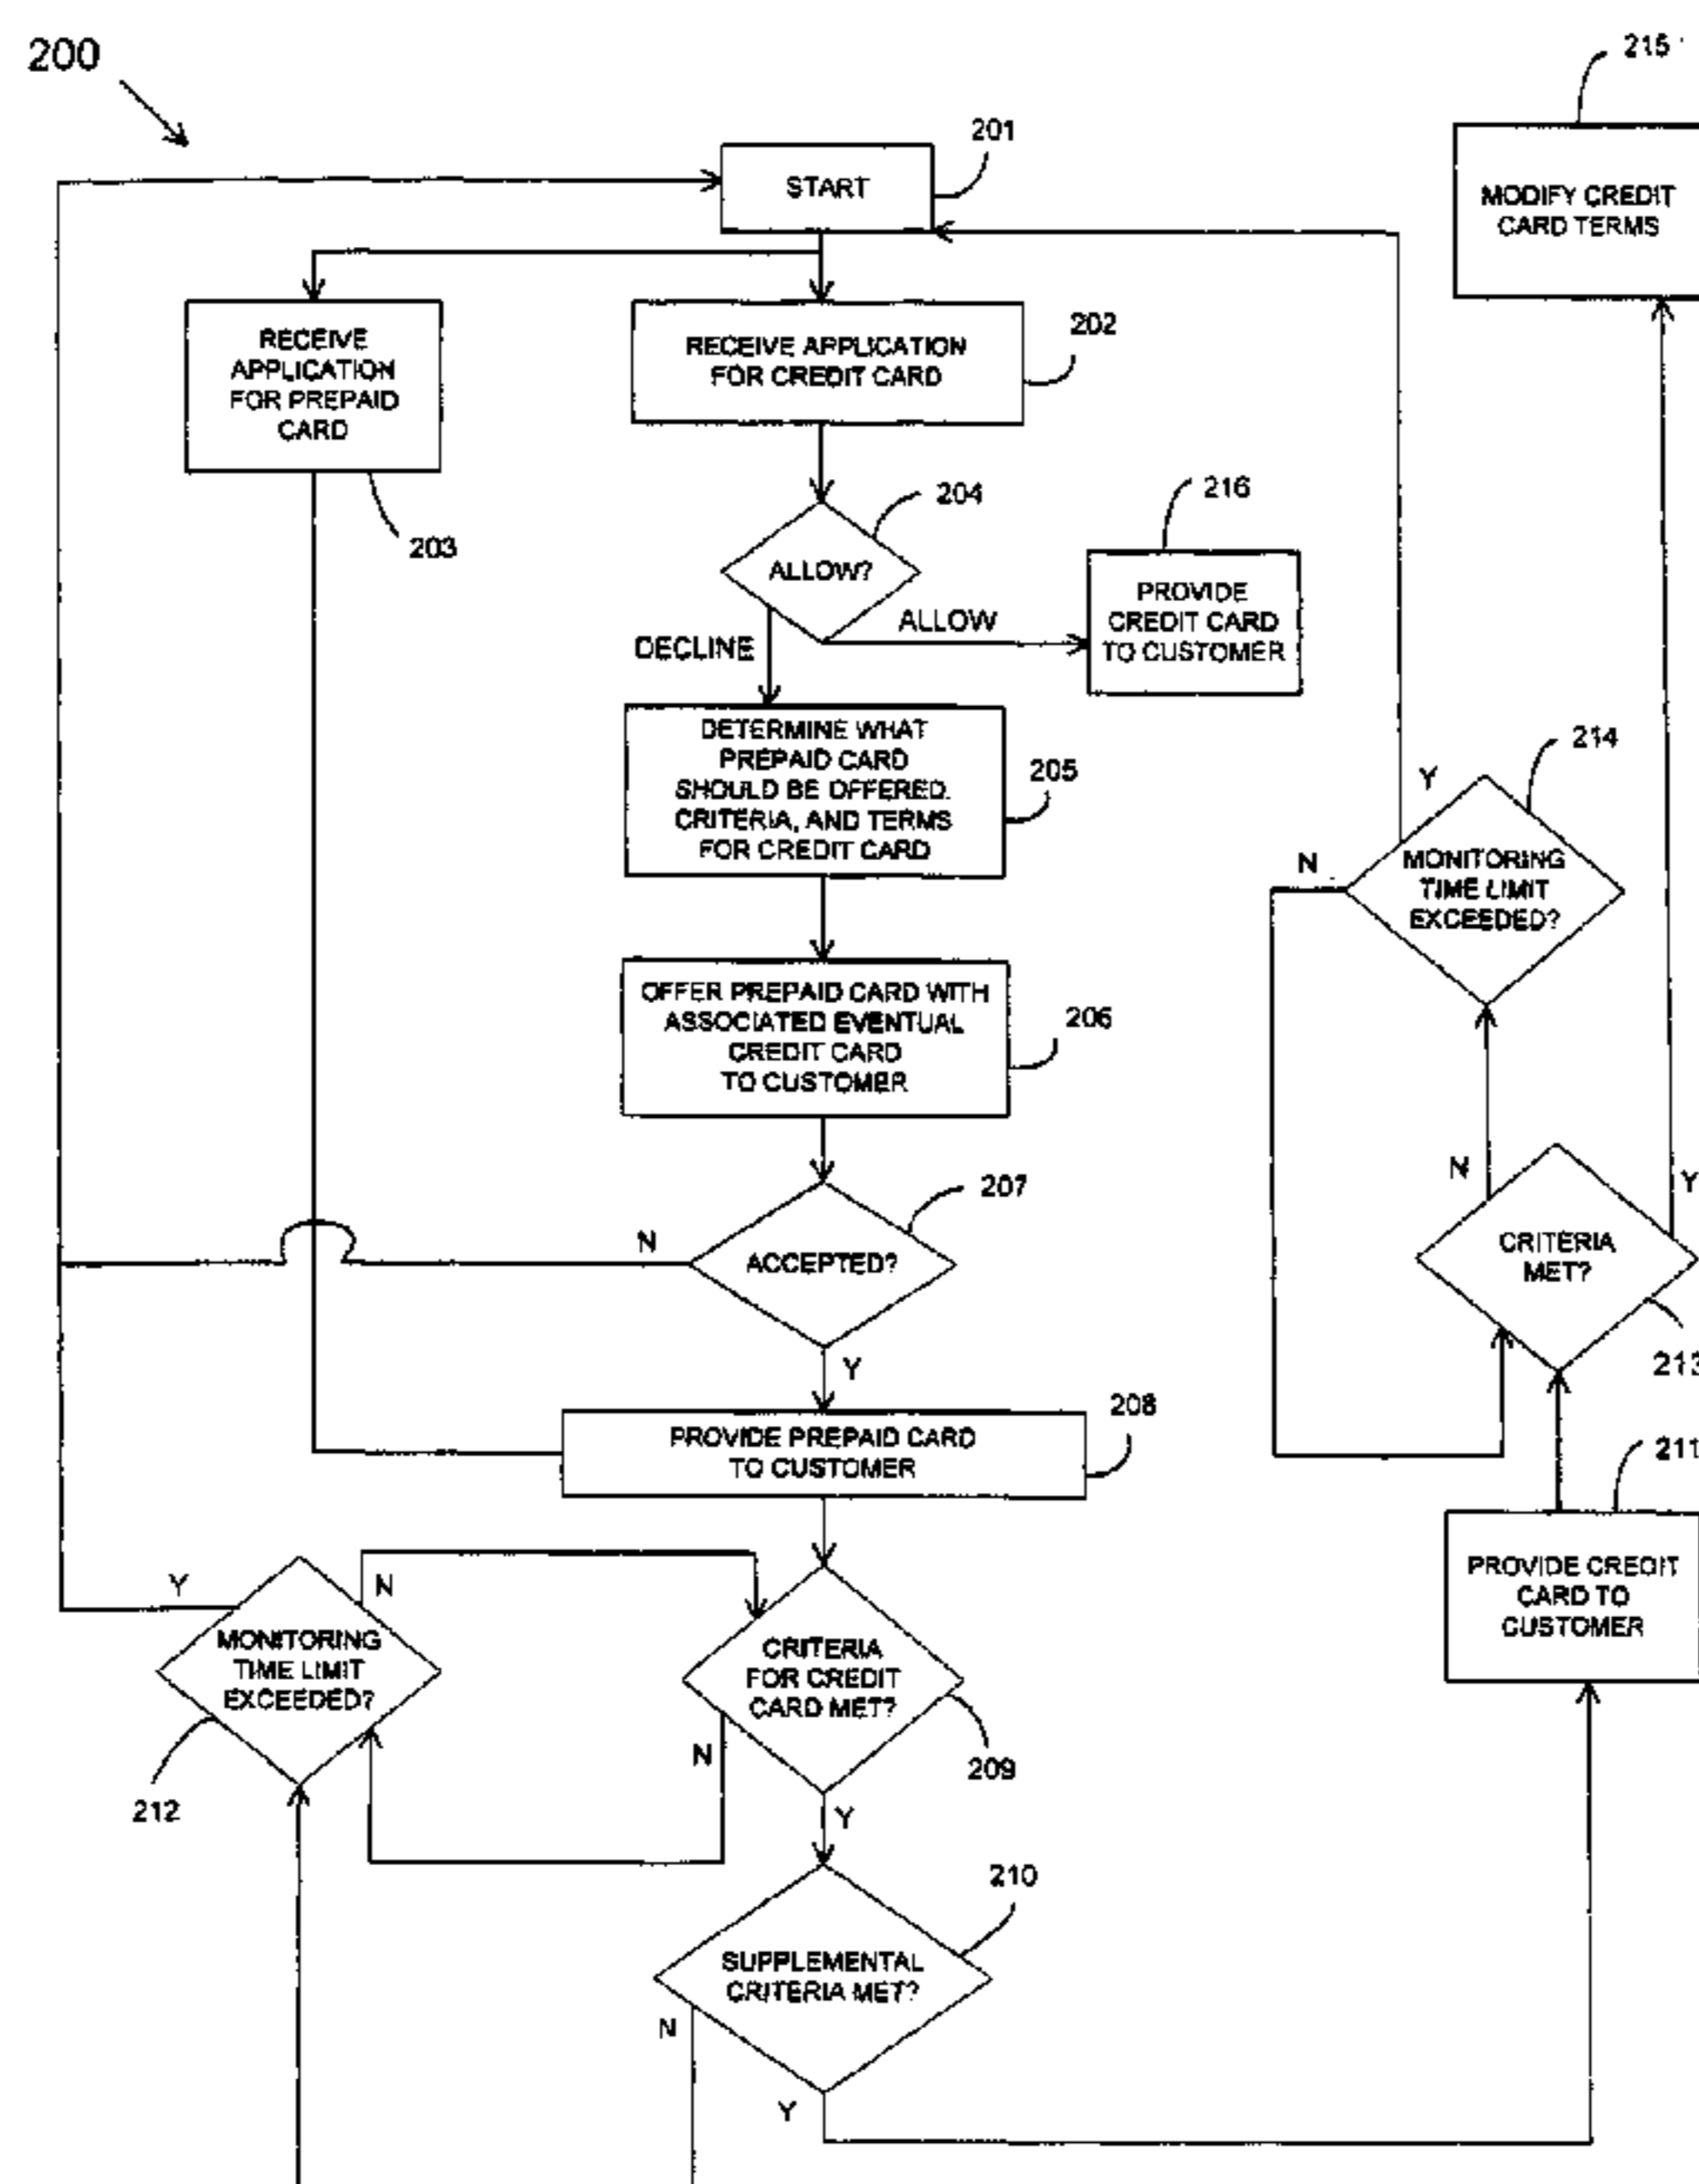 200
215
201
START
MODIFY CREDIT
CARD TERMS
RECEIVE
APPLICATION
FOR PREPAID
CARD
203
RECEIVE APPLICATION
FOR CREDIT CARD
202
204
ALLOW?
216
PROVIDE
CREDIT CARD
TO CUSTOMER
ALLOW
DECLINE
DETERMINE WHAT
PREPAID CARD
SHOULD BE OFFERED,
CRITERIA, AND TERMS
FOR CREDIT CARD
205
214
Y
N
MONITORING
TIME LIMIT
EXCEEDED?
OFFER PREPAID CARD WITH
ASSOCIATED EVENTUAL
CREDIT CARD
TO CUSTOMER
206
N
Y
CRITERIA
MET?
213
207
N
ACCEPTED?
Y
208
PROVIDE PREPAID CARD
TO CUSTOMER
211
PROVIDE CREDIT
CARD TO
CUSTOMER
Y
N
MONITORING
TIME LIMIT
EXCEEDED?
212
CRITERIA
FOR CREDIT
CARD MET?
N
209
Y
210
SUPPLEMENTAL
CRITERIA MET?
N
Y